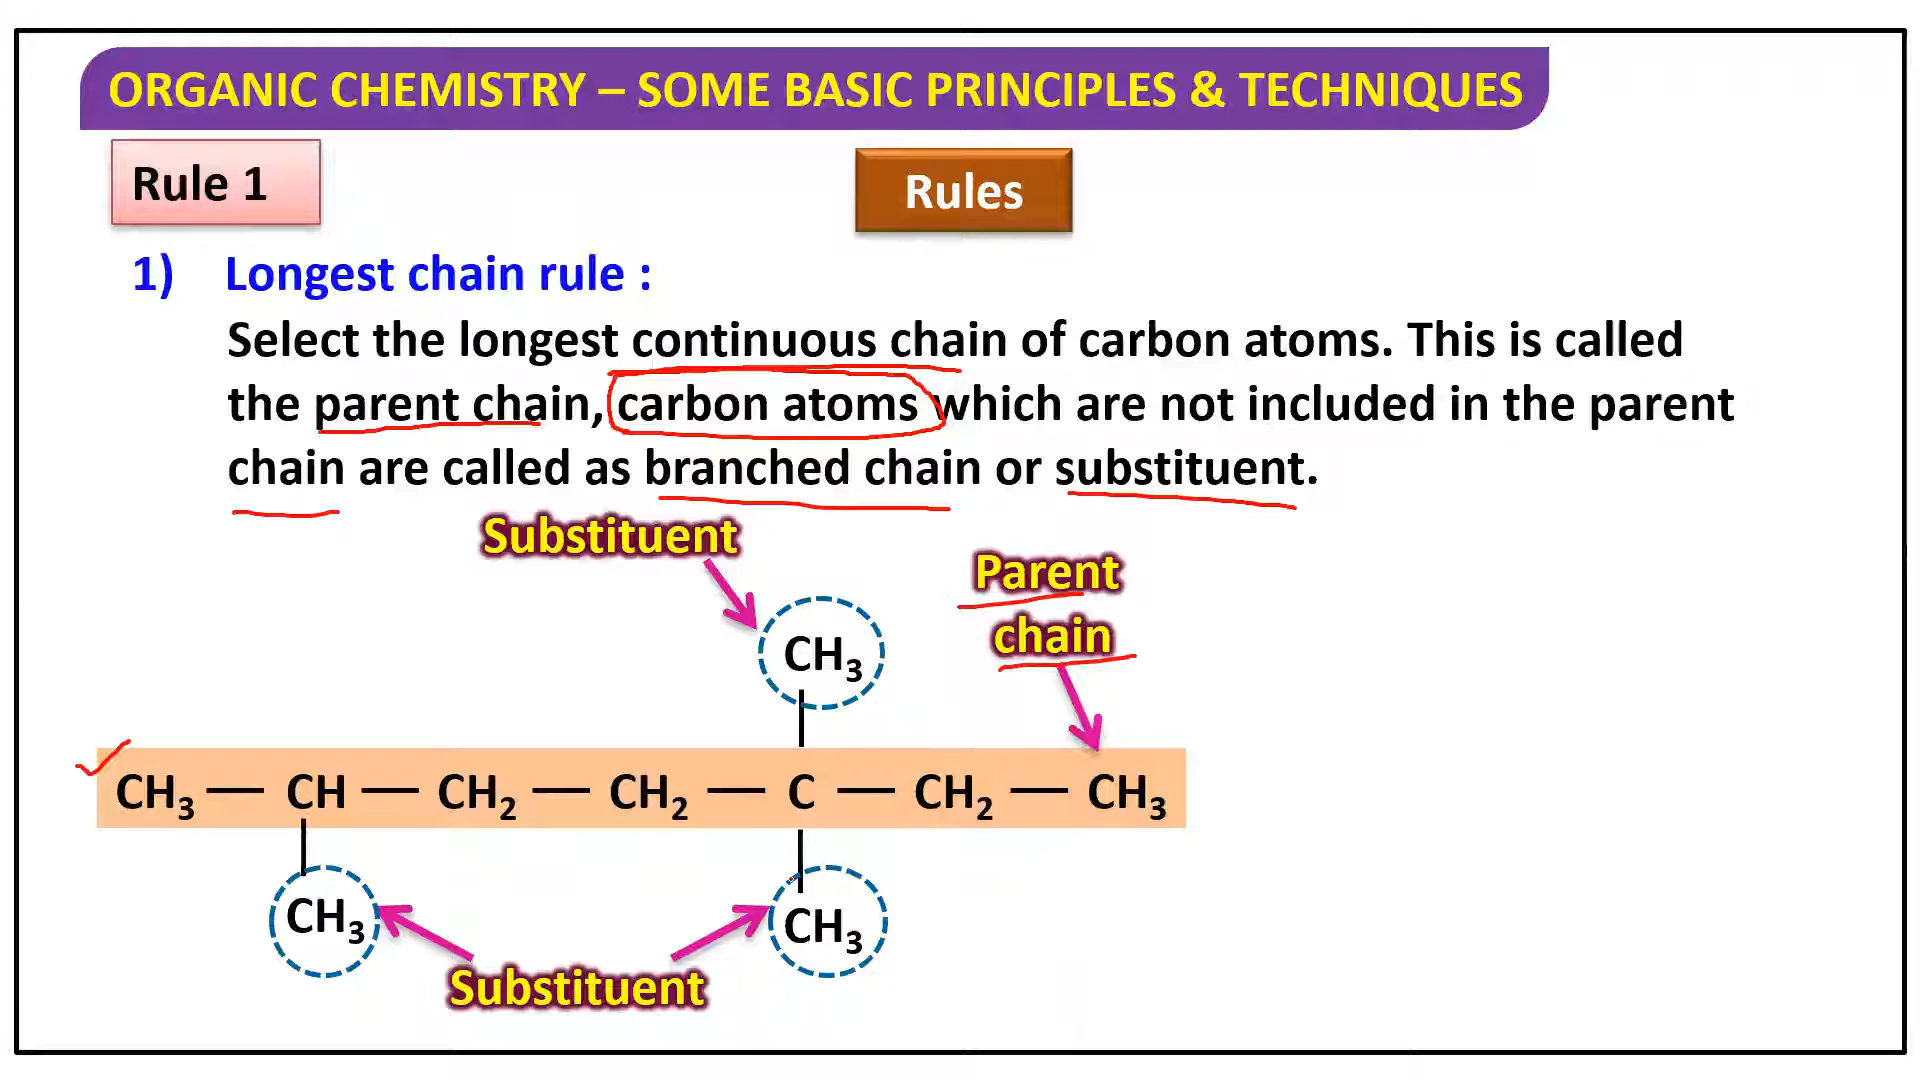 ORGANIC CHEMISTRY – SOME BASIC PRINCIPLES & TECHNIQUES
Rule 1
Rules
1) Longest chain rule :
Select the longest continuous chain of carbon atoms. This is called
the parent chain, carbon atoms which are not included in the parent
chain are called as branched chain or substituent.
Substituent
Parent
chain
CH₃
CH₃ — CH — CH₂ — CH₂ — C — CH₂ — CH₃
CH₃ CH₃
Substituent